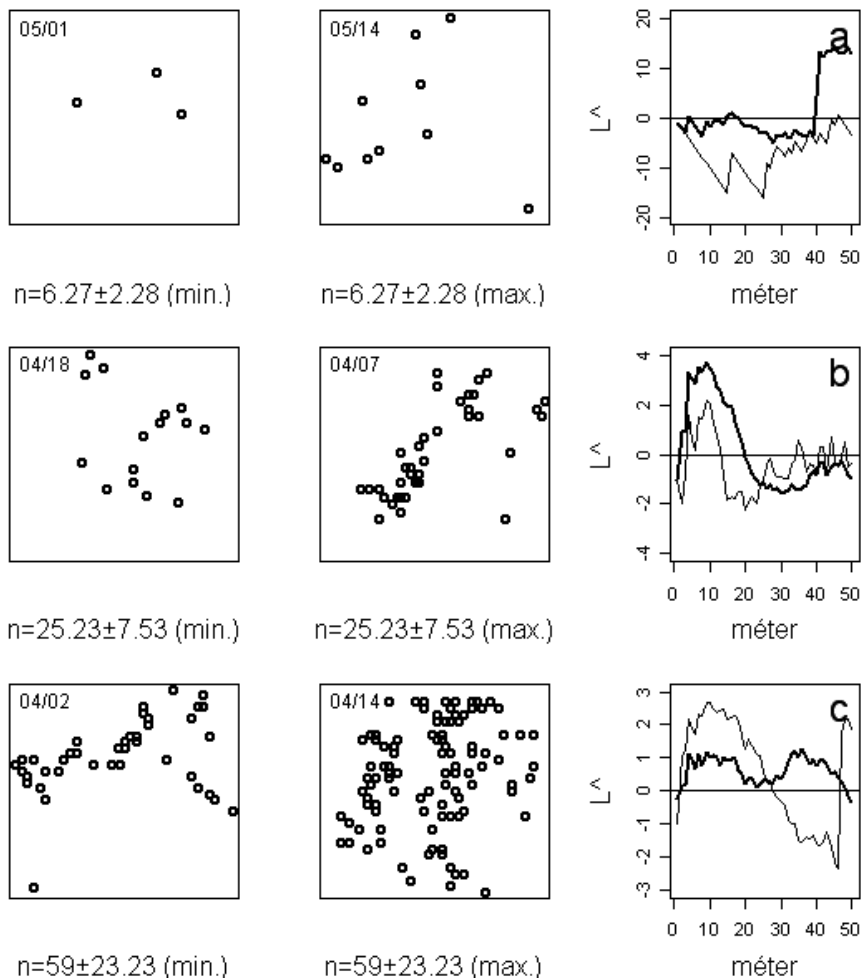 05/01
05/14
a
L^
20
10
0
-10
-20
0 10 20 30 40 50
n=6.27±2.28 (min.)
n=6.27±2.28 (max.)
méter
04/18
04/07
b
L^
4
2
0
-2
-4
0 10 20 30 40 50
n=25.23±7.53 (min.)
n=25.23±7.53 (max.)
méter
04/02
04/14
c
L^
3
2
1
0
-1
-3
0 10 20 30 40 50
n=59±23.23 (min.)
n=59±23.23 (max.)
méter